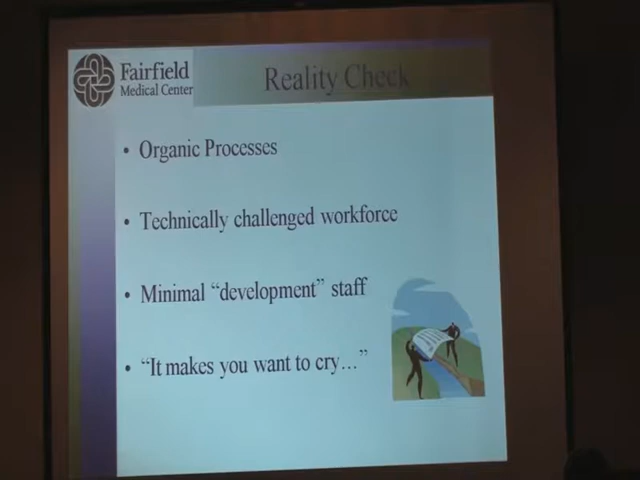 Fairfield
Medical Center
Reality Check
• Organic Processes
• Technically challenged workforce
• Minimal “development” staff
• “It makes you want to cry…”